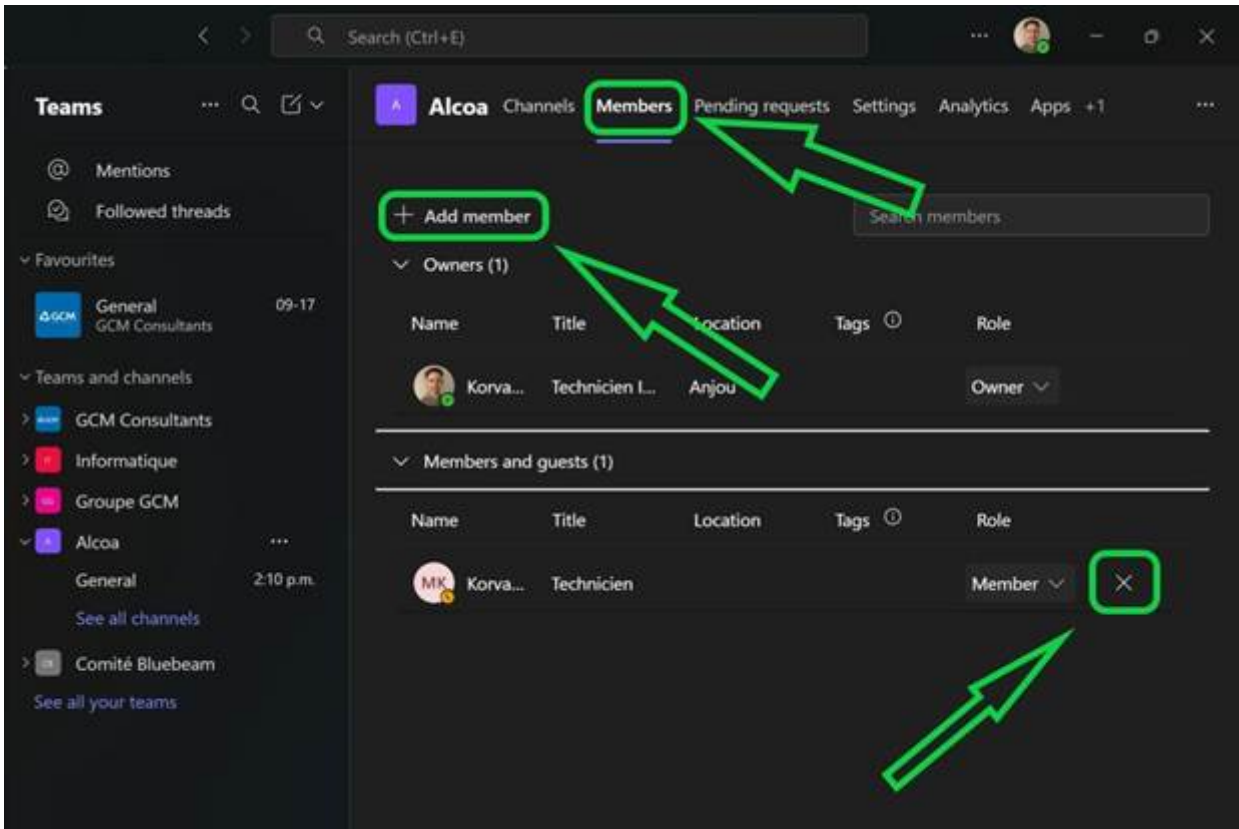 Search (Ctrl+E)
Teams
Alcoa Channels Members Pending requests Settings Analytics Apps +1
Mentions
Followed threads
Add member
Search members
Favourites
Owners (1)
General 09-17
GCM Consultants
GCM
Name Title Location Tags Role
Teams and channels
Korva... Technicien I... Anjou Owner
GCM Consultants
Informatique
Members and guests (1)
Groupe GCM
Name Title Location Tags Role
A Alcoa
General 2:10 p.m.
MK Korva... Technicien Member
See all channels
Comité Bluebeam
See all your teams